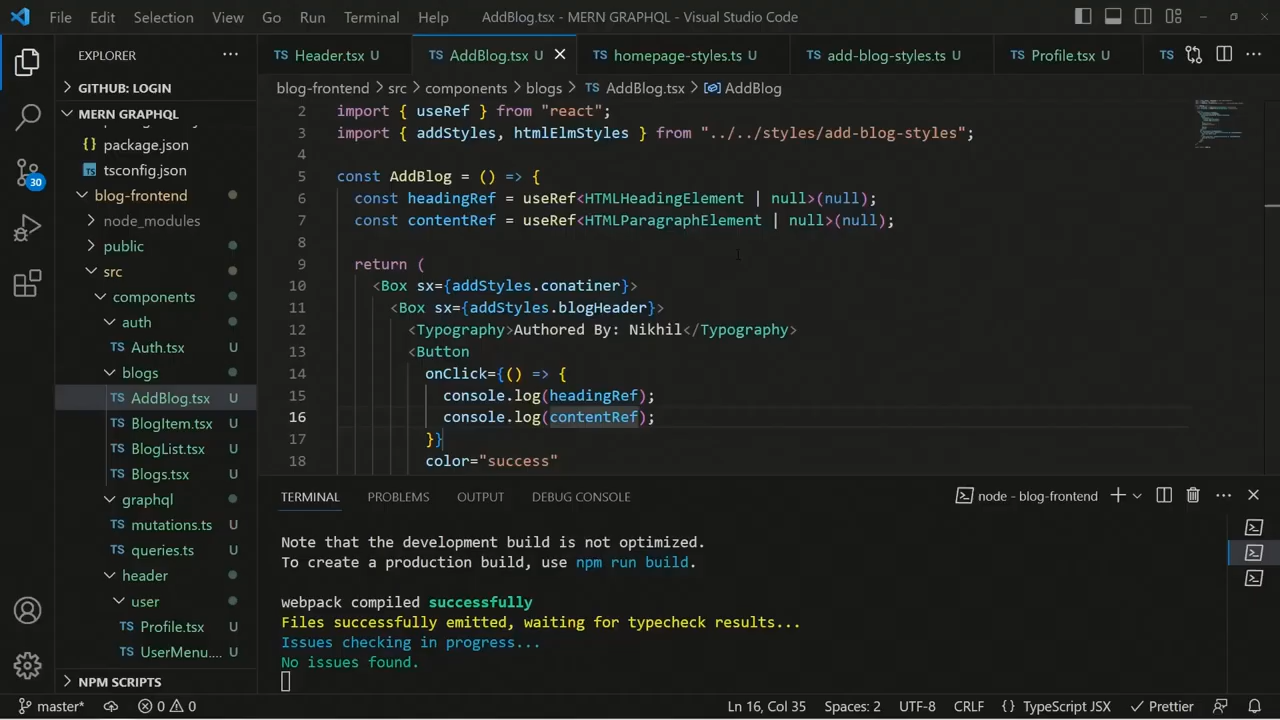 File Edit Selection View Go Run Terminal Help AddBlog.tsx - MERN GRAPHQL - Visual Studio Code
EXPLORER
GITHUB: LOGIN
MERN GRAPHQL
package.json
tsconfig.json
blog-frontend
node_modules
public
src
components
auth
TS Auth.tsx U
blogs
TS AddBlog.tsx U
TS BlogItem.tsx U
TS BlogList.tsx U
TS Blogs.tsx U
graphql
TS mutations.ts U
TS queries.ts U
header
user
TS Profile.tsx U
TS UserMenu.... U
NPM SCRIPTS
30
TS Header.tsx U TS AddBlog.tsx U TS homepage-styles.ts U TS add-blog-styles.ts U TS Profile.tsx U TS
blog-frontend > src > components > blogs > TS AddBlog.tsx > AddBlog
2 import { useRef } from "react";
3 import { addStyles, htmlElmStyles } from "../../styles/add-blog-styles";
4
5 const AddBlog = () => {
6 const headingRef = useRef<HTMLHeadingElement | null>(null);
7 const contentRef = useRef<HTMLParagraphElement | null>(null);
8
9 return (
10 <Box sx={addStyles.conatiner}>
11 <Box sx={addStyles.blogHeader}>
12 <Typography>Authored By: Nikhil</Typography>
13 <Button
14 onClick={() => {
15 console.log(headingRef);
16 console.log(contentRef);
17 }}
18 color="success"
TERMINAL PROBLEMS OUTPUT DEBUG CONSOLE node - blog-frontend
Note that the development build is not optimized.
To create a production build, use npm run build.
webpack compiled successfully
Files successfully emitted, waiting for typecheck results...
Issues checking in progress...
No issues found.
master* 0 0 Ln 16, Col 35 Spaces: 2 UTF-8 CRLF {} TypeScript JSX Prettier